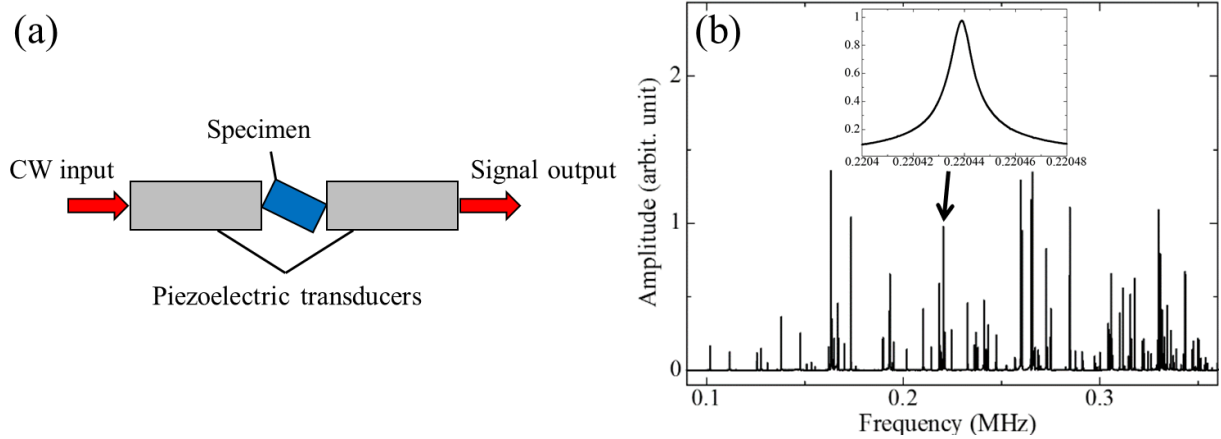 (a)
Specimen
CW input
Signal output
Piezoelectric transducers
(b)
Amplitude (arbit. unit)
2
1
0
0.1
0.2
0.3
Frequency (MHz)
1
0.8
0.6
0.4
0.2
0.2204
0.22042
0.22044
0.22046
0.22048